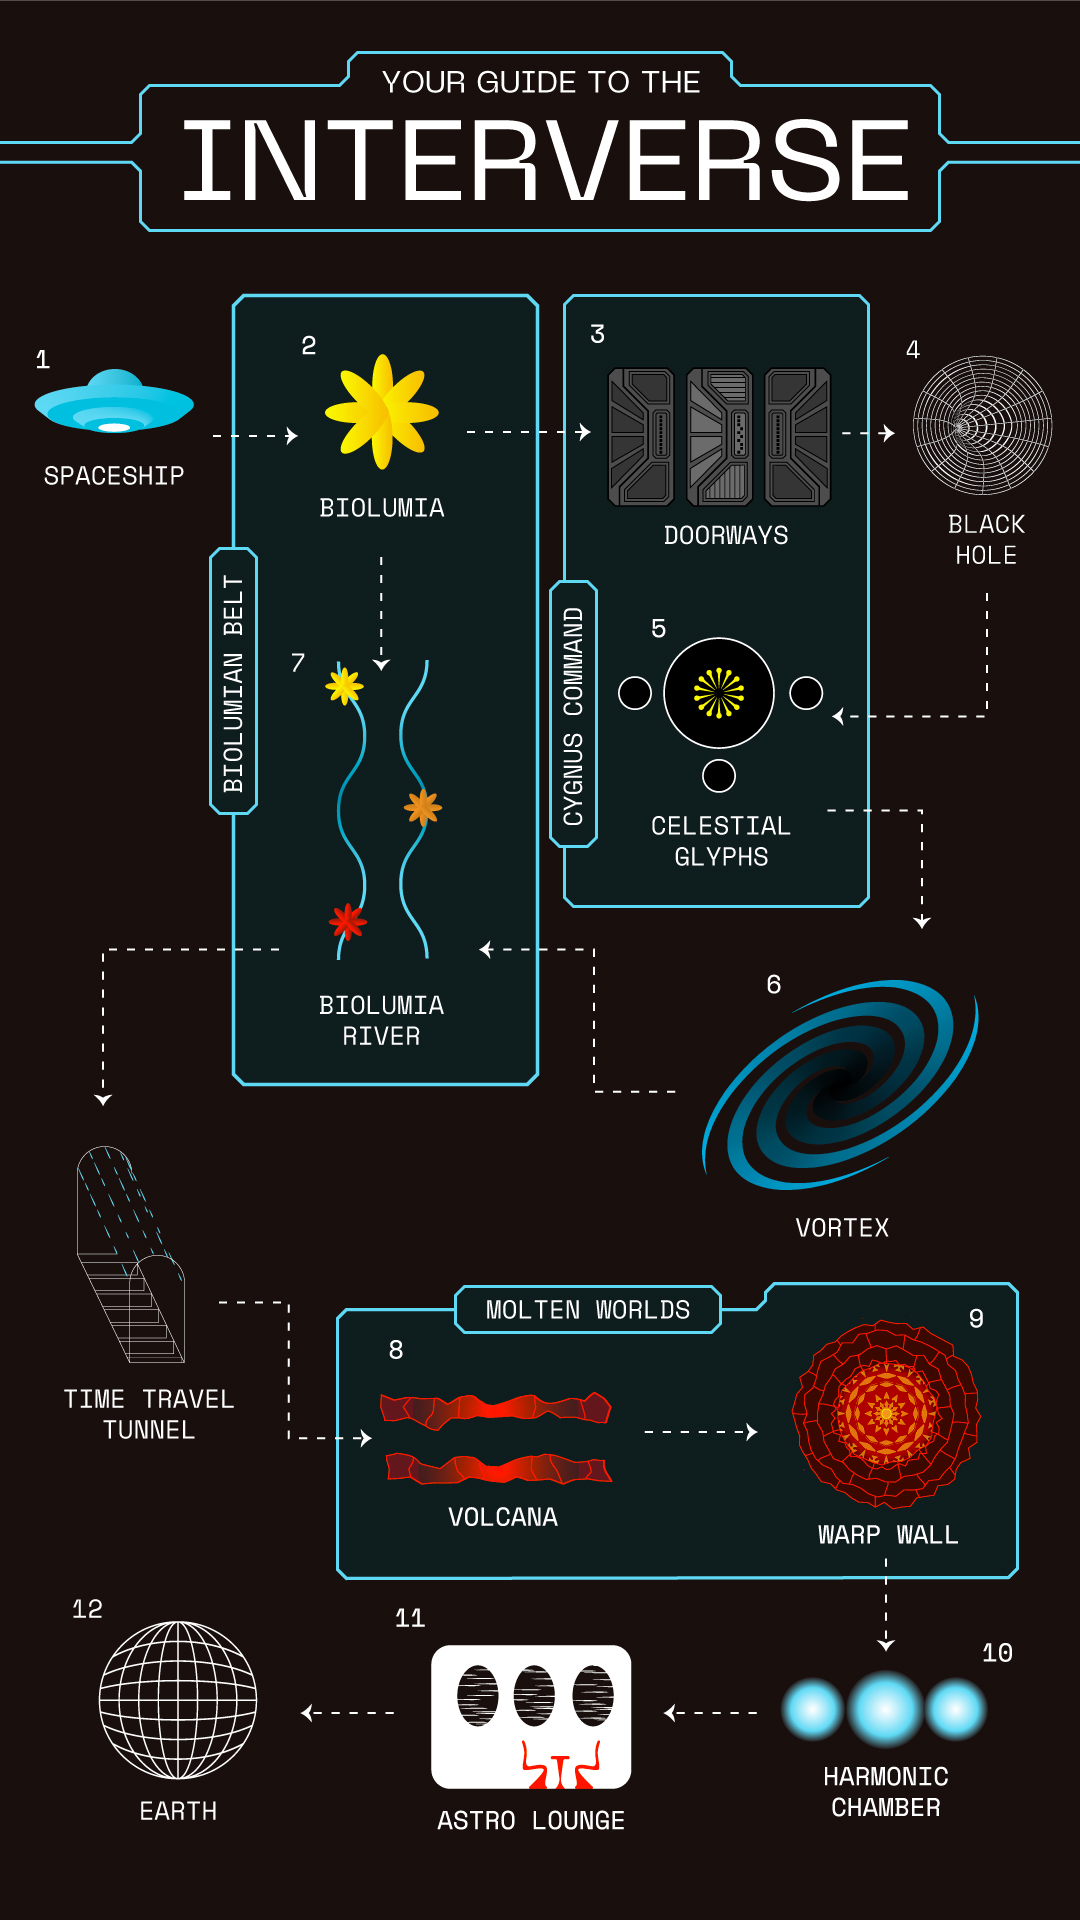 YOUR GUIDE TO THE
INTERVERSE
1
SPACESHIP
2
BIOLUMIA
3
DOORWAYS
4
BLACK
HOLE
BIOLUMIAN BELT
CYGNUS COMMAND
5
CELESTIAL
GLYPHS
6
VORTEX
7
BIOLUMIA
RIVER
TIME TRAVEL
TUNNEL
MOLTEN WORLDS
8
VOLCANA
9
WARP WALL
10
HARMONIC
CHAMBER
11
ASTRO LOUNGE
12
EARTH